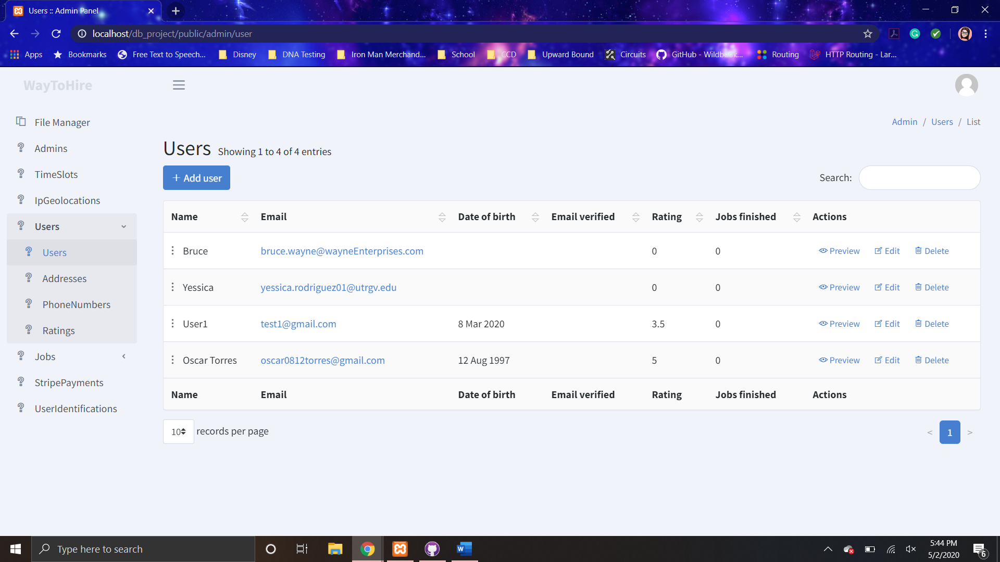 Users :: Admin Panel
localhost/db_project/public/admin/user
Apps Bookmarks Free Text to Speech... Disney DNA Testing Iron Man Merchand... School CCD Upward Bound Circuits GitHub - Wildbook... Routing HTTP Routing - Lar...
WayToHire
File Manager
Admin / Users / List
Admins
Users Showing 1 to 4 of 4 entries
TimeSlots
+ Add user Search:
IpGeolocations
Users
Users
Addresses
PhoneNumbers
Ratings
Jobs
StripePayments
UserIdentifications
Name Email Date of birth Email verified Rating Jobs finished Actions
Bruce bruce.wayne@wayneEnterprises.com 0 0 Preview Edit Delete
Yessica yessica.rodriguez01@utrgv.edu 0 0 Preview Edit Delete
User1 test1@gmail.com 8 Mar 2020 3.5 0 Preview Edit Delete
Oscar Torres oscar0812torres@gmail.com 12 Aug 1997 5 0 Preview Edit Delete
Name Email Date of birth Email verified Rating Jobs finished Actions
10 records per page < 1 >
Type here to search
5:44 PM
5/2/2020
6